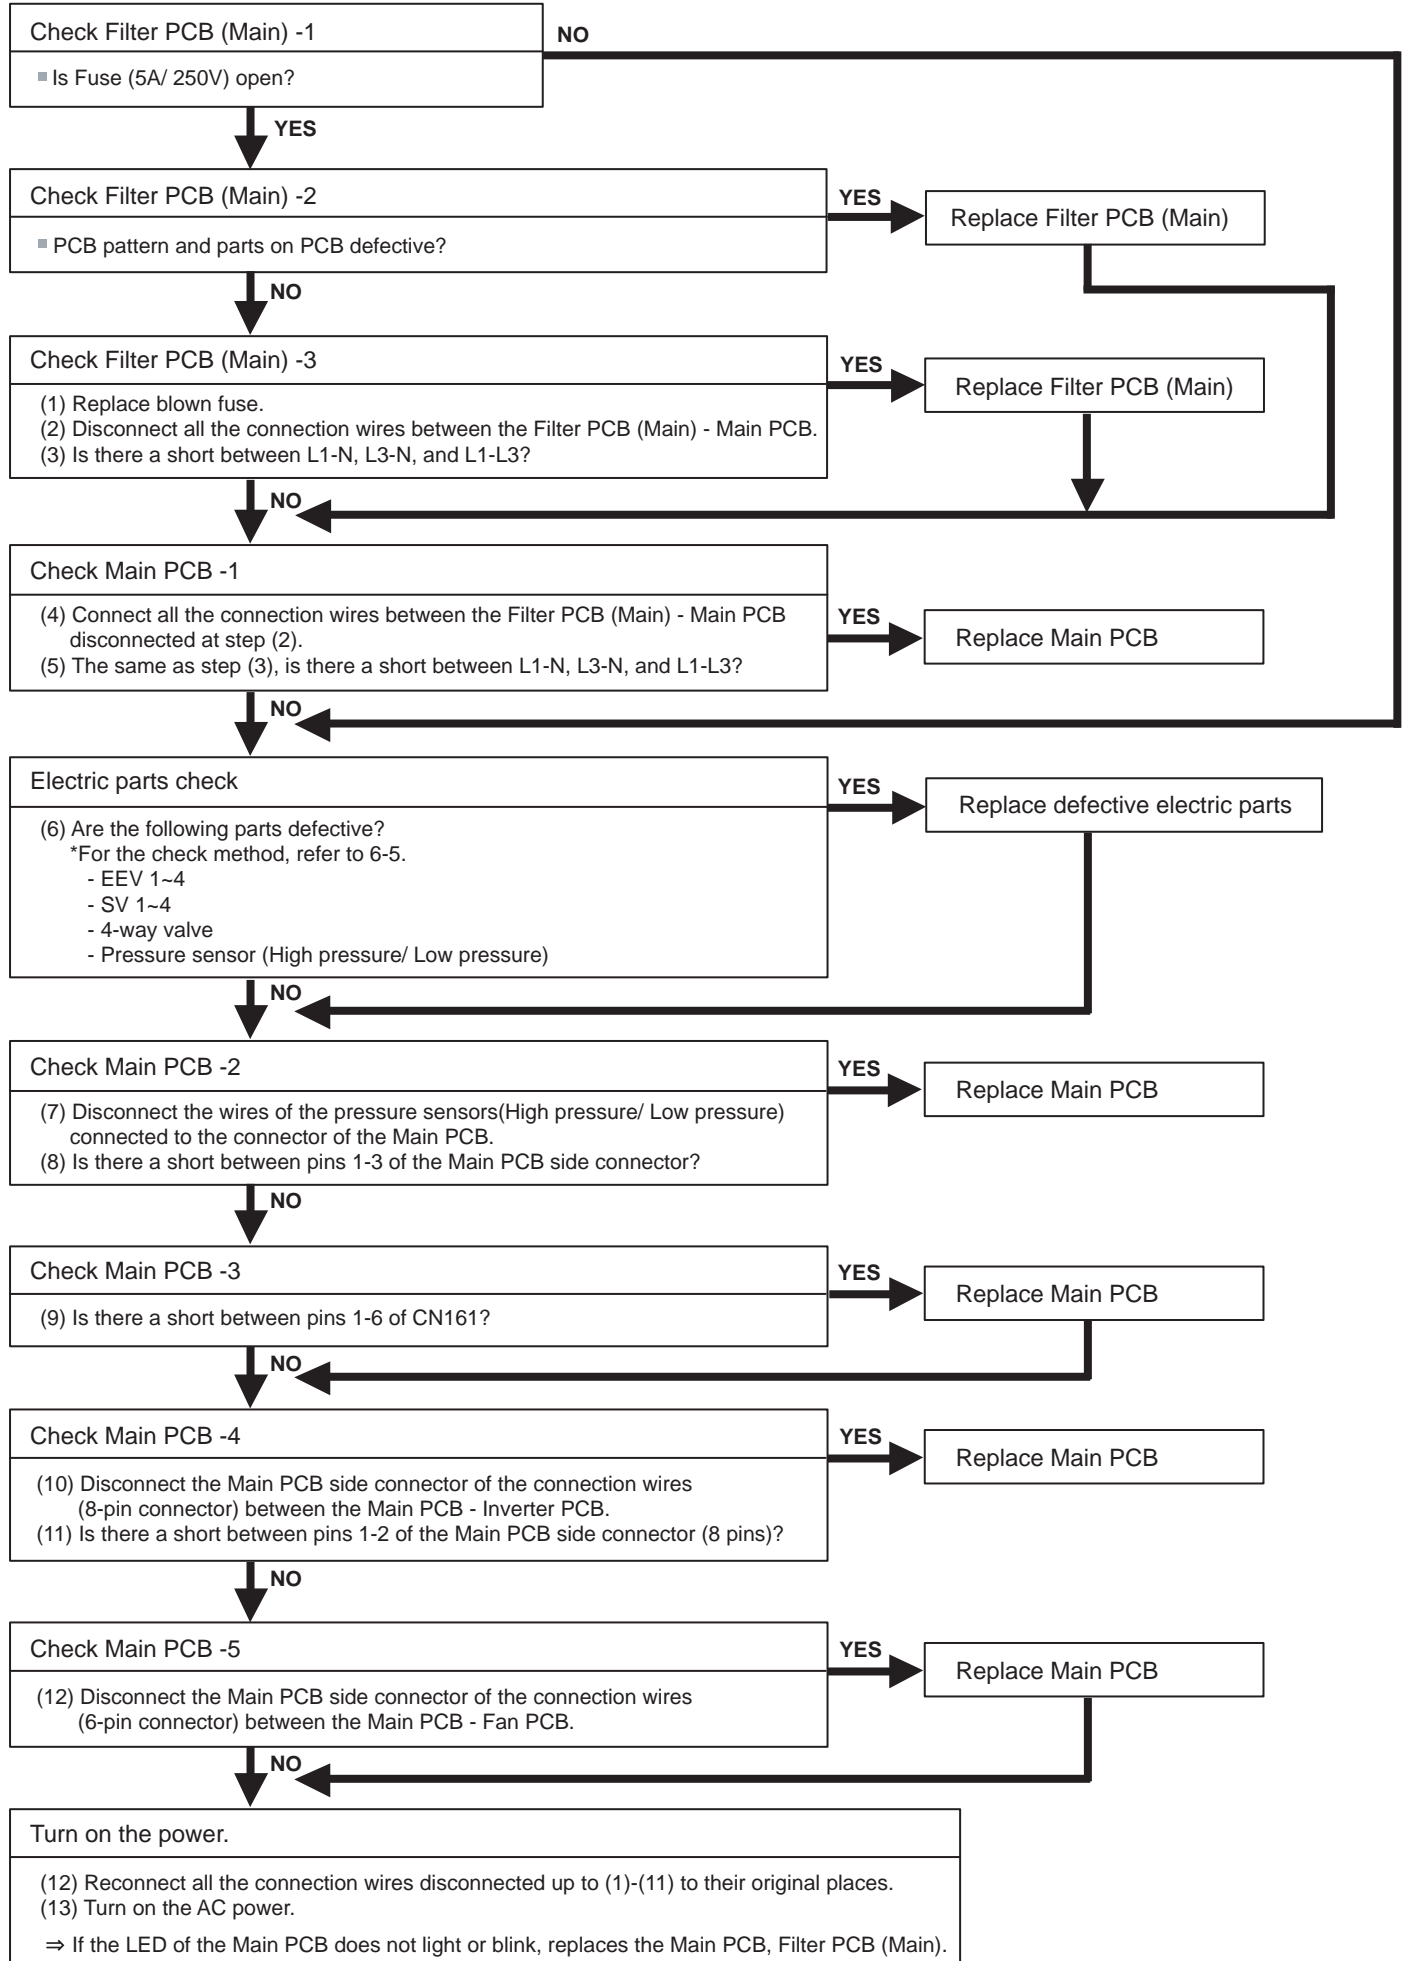 Check Filter PCB (Main) -1
NO
■ Is Fuse (5A/ 250V) open?
YES
Check Filter PCB (Main) -2
YES
Replace Filter PCB (Main)
■ PCB pattern and parts on PCB defective?
NO
Check Filter PCB (Main) -3
YES
Replace Filter PCB (Main)
(1) Replace blown fuse.
(2) Disconnect all the connection wires between the Filter PCB (Main) - Main PCB.
(3) Is there a short between L1-N, L3-N, and L1-L3?
NO
Check Main PCB -1
(4) Connect all the connection wires between the Filter PCB (Main) - Main PCB
disconnected at step (2).
YES
Replace Main PCB
(5) The same as step (3), is there a short between L1-N, L3-N, and L1-L3?
NO
Electric parts check
YES
Replace defective electric parts
(6) Are the following parts defective?
*For the check method, refer to 6-5.
- EEV 1~4
- SV 1~4
- 4-way valve
- Pressure sensor (High pressure/ Low pressure)
NO
Check Main PCB -2
YES
Replace Main PCB
(7) Disconnect the wires of the pressure sensors(High pressure/ Low pressure)
connected to the connector of the Main PCB.
(8) Is there a short between pins 1-3 of the Main PCB side connector?
NO
Check Main PCB -3
YES
Replace Main PCB
(9) Is there a short between pins 1-6 of CN161?
NO
Check Main PCB -4
YES
Replace Main PCB
(10) Disconnect the Main PCB side connector of the connection wires
(8-pin connector) between the Main PCB - Inverter PCB.
(11) Is there a short between pins 1-2 of the Main PCB side connector (8 pins)?
NO
Check Main PCB -5
YES
Replace Main PCB
(12) Disconnect the Main PCB side connector of the connection wires
(6-pin connector) between the Main PCB - Fan PCB.
NO
Turn on the power.
(12) Reconnect all the connection wires disconnected up to (1)-(11) to their original places.
(13) Turn on the AC power.
⇒ If the LED of the Main PCB does not light or blink, replaces the Main PCB, Filter PCB (Main).